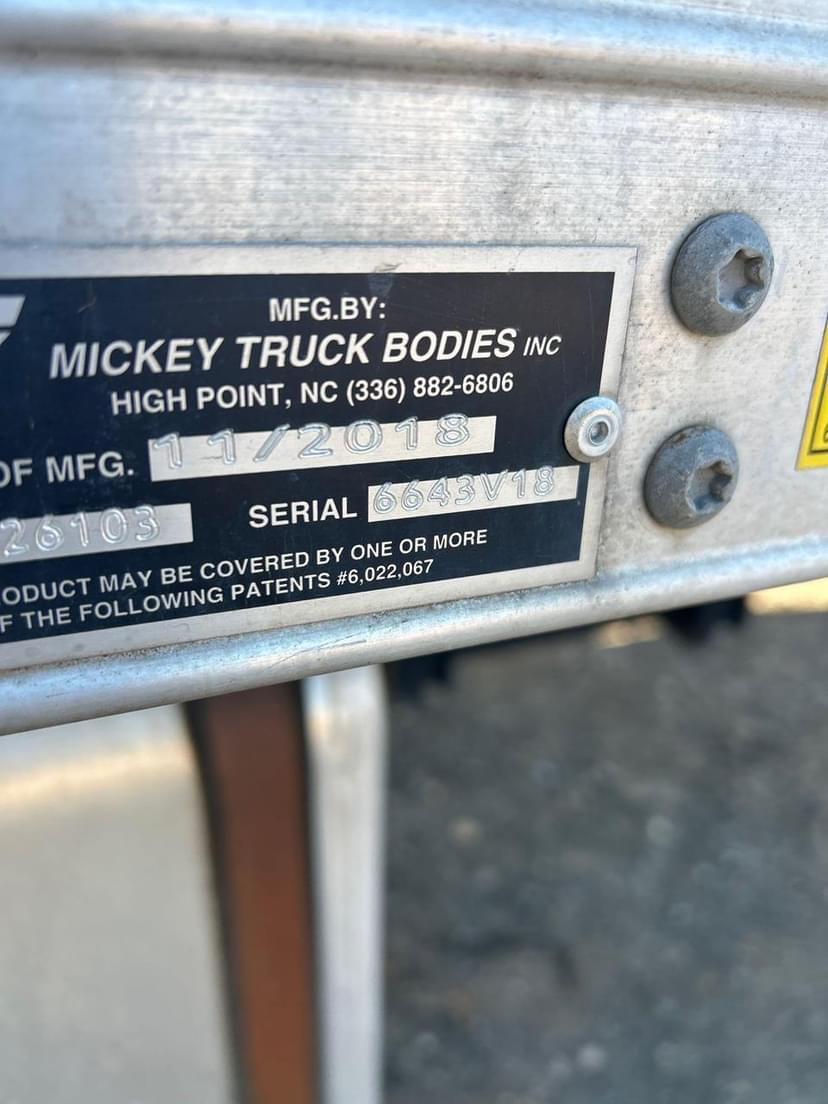 MFG.BY:
MICKEY TRUCK BODIES INC
HIGH POINT, NC (336) 882-6806
OF MFG. 11/2018
26103 SERIAL 6643V18
ODUCT MAY BE COVERED BY ONE OR MORE
F THE FOLLOWING PATENTS #6,022,067